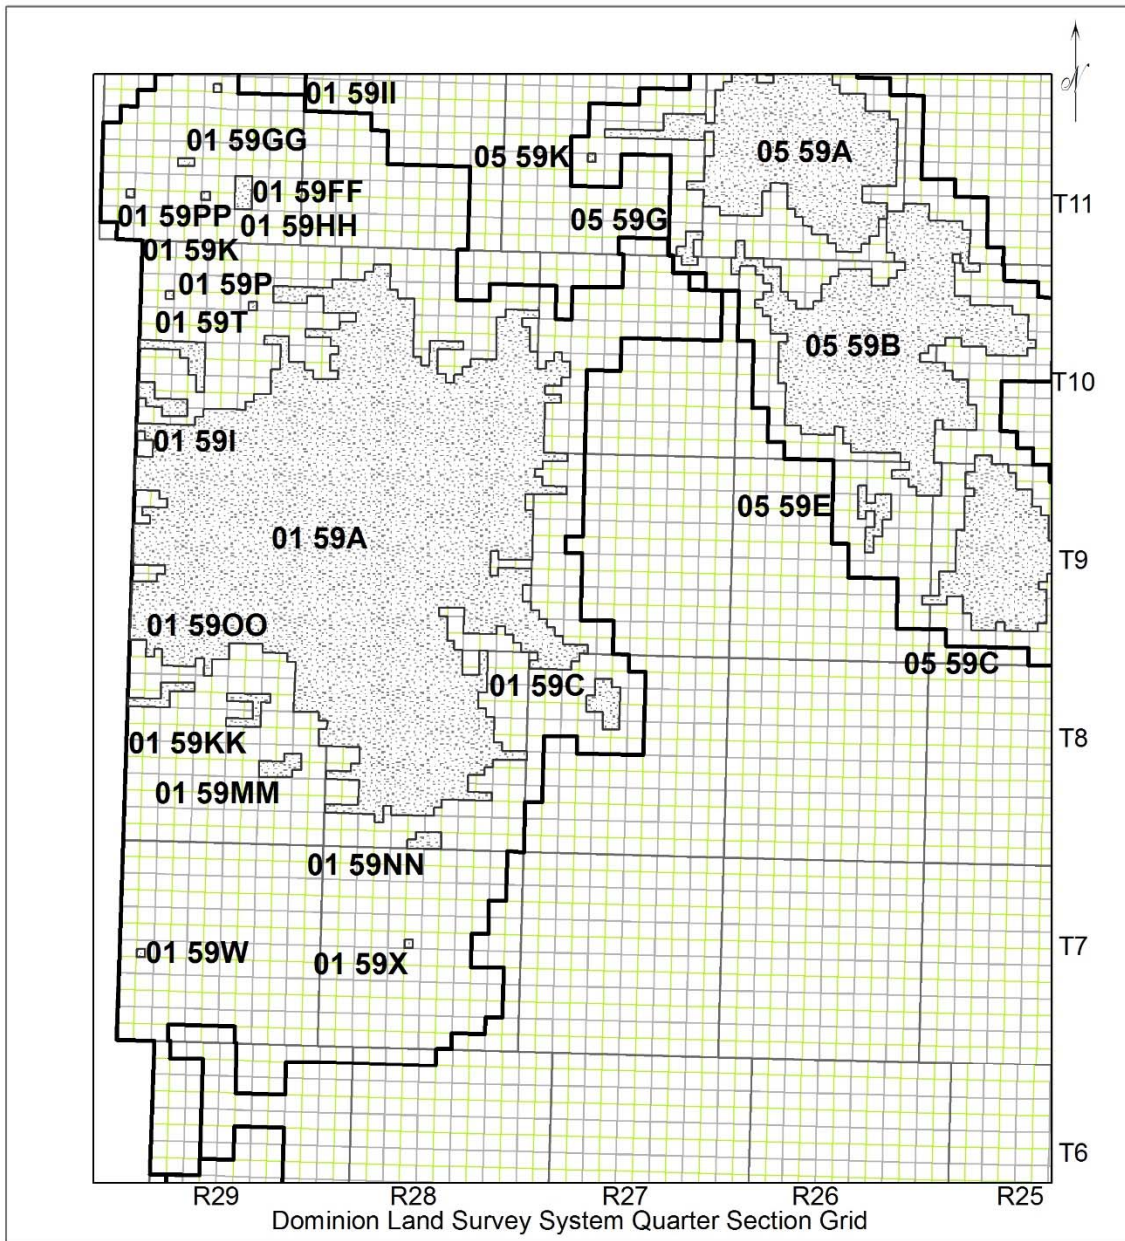 N
01 59II
01 59GG
05 59K
05 59A
01 59FF
T11
01 59PP
05 59G
01 59HH
01 59K
01 59P
01 59T
05 59B
T10
01 59I
05 59E
01 59A
T9
01 59OO
05 59C
01 59C
T8
01 59KK
01 59MM
01 59NN
T7
01 59W
01 59X
T6
R29 R28 R27 R26 R25
Dominion Land Survey System Quarter Section Grid